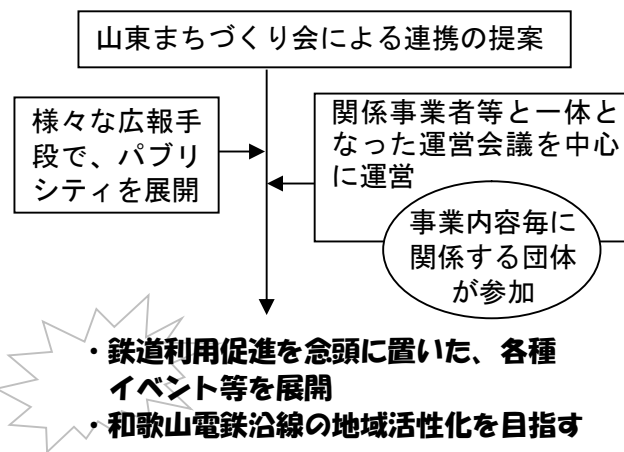 山東まちづくり会による連携の提案
様々な広報手
段で、パブリ
シティを展開
関係事業者等と一体と
なった運営会議を中心
に運営
事業内容毎に
関係する団体
が参加
・鉄道利用促進を念頭に置いた、各種
イベント等を展開
・和歌山電鉄沿線の地域活性化を目指す